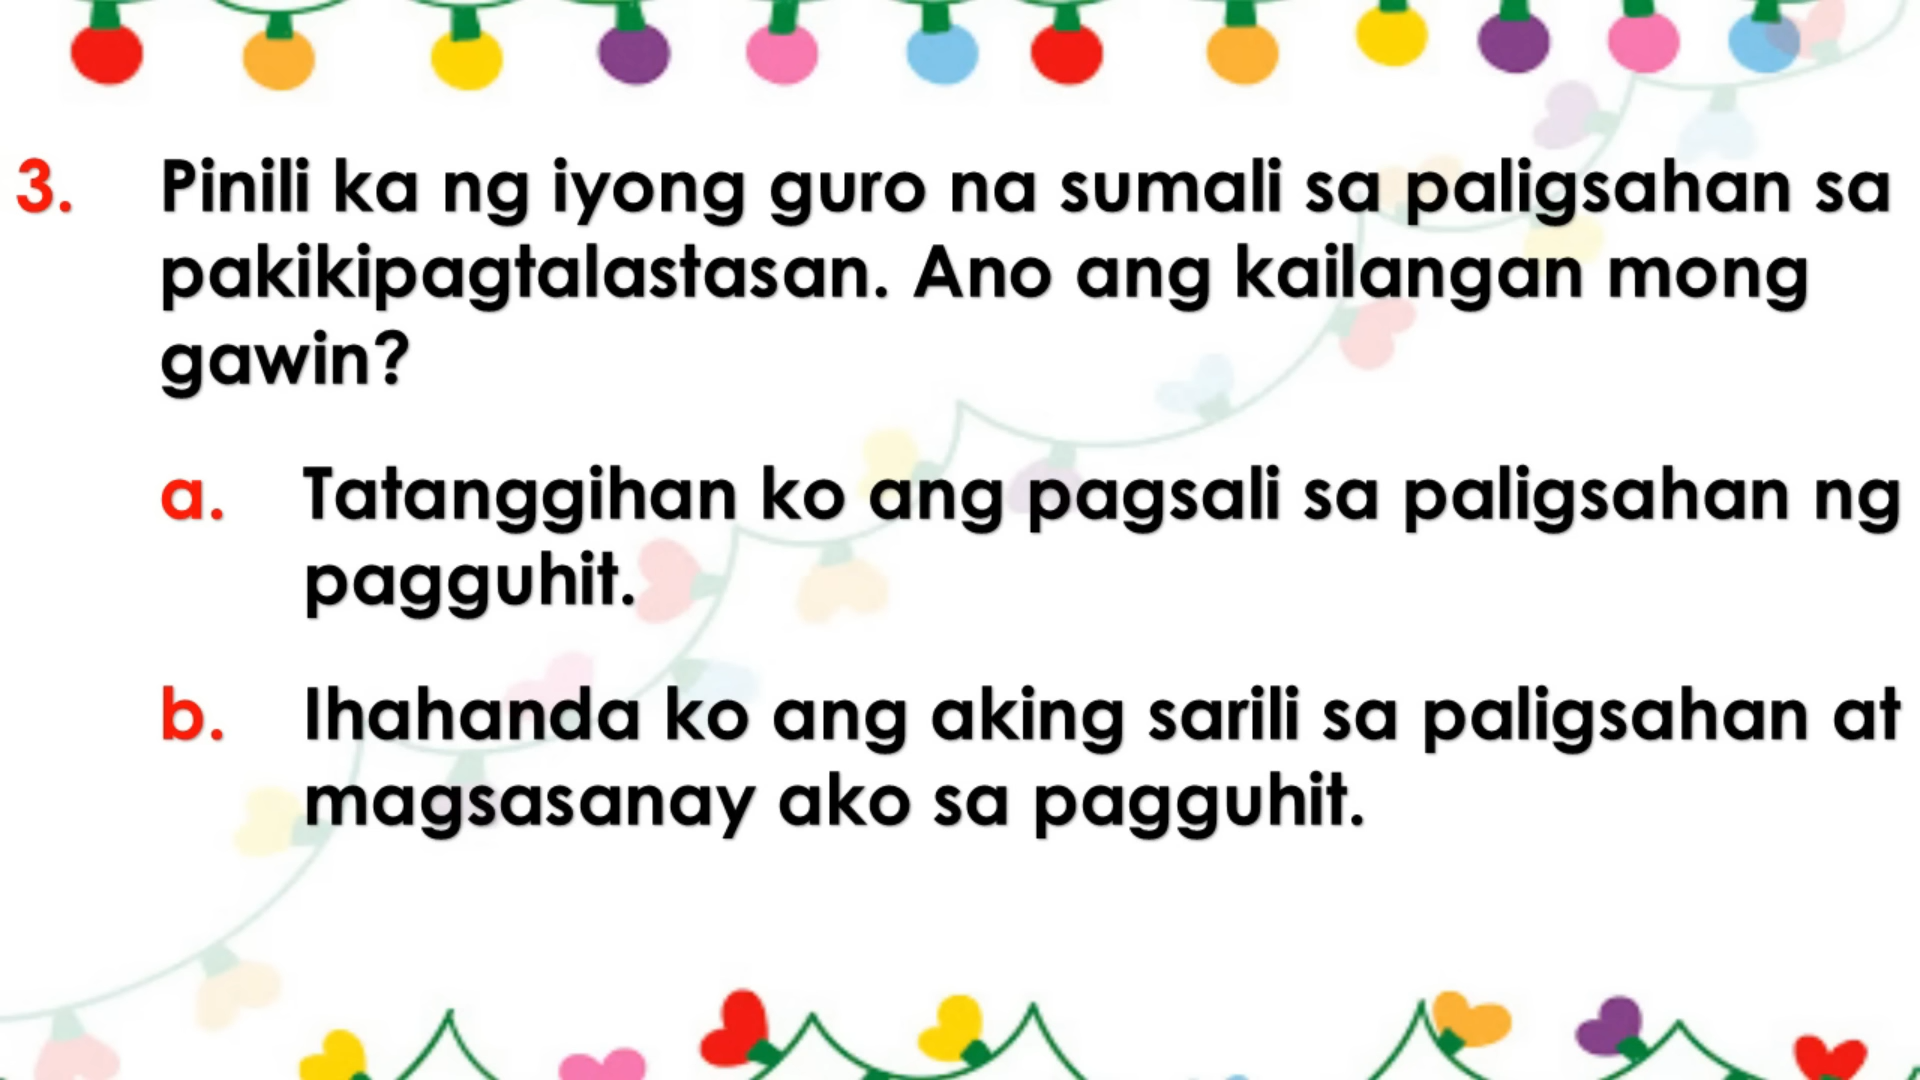 3. Pinili ka ng iyong guro na sumali sa paligsahan sa
pakikipagtalastasan. Ano ang kailangan mong
gawin?
a. Tatanggihan ko ang pagsali sa paligsahan ng
pagguhit.
b. Ihahanda ko ang aking sarili sa paligsahan at
magsasanay ako sa pagguhit.